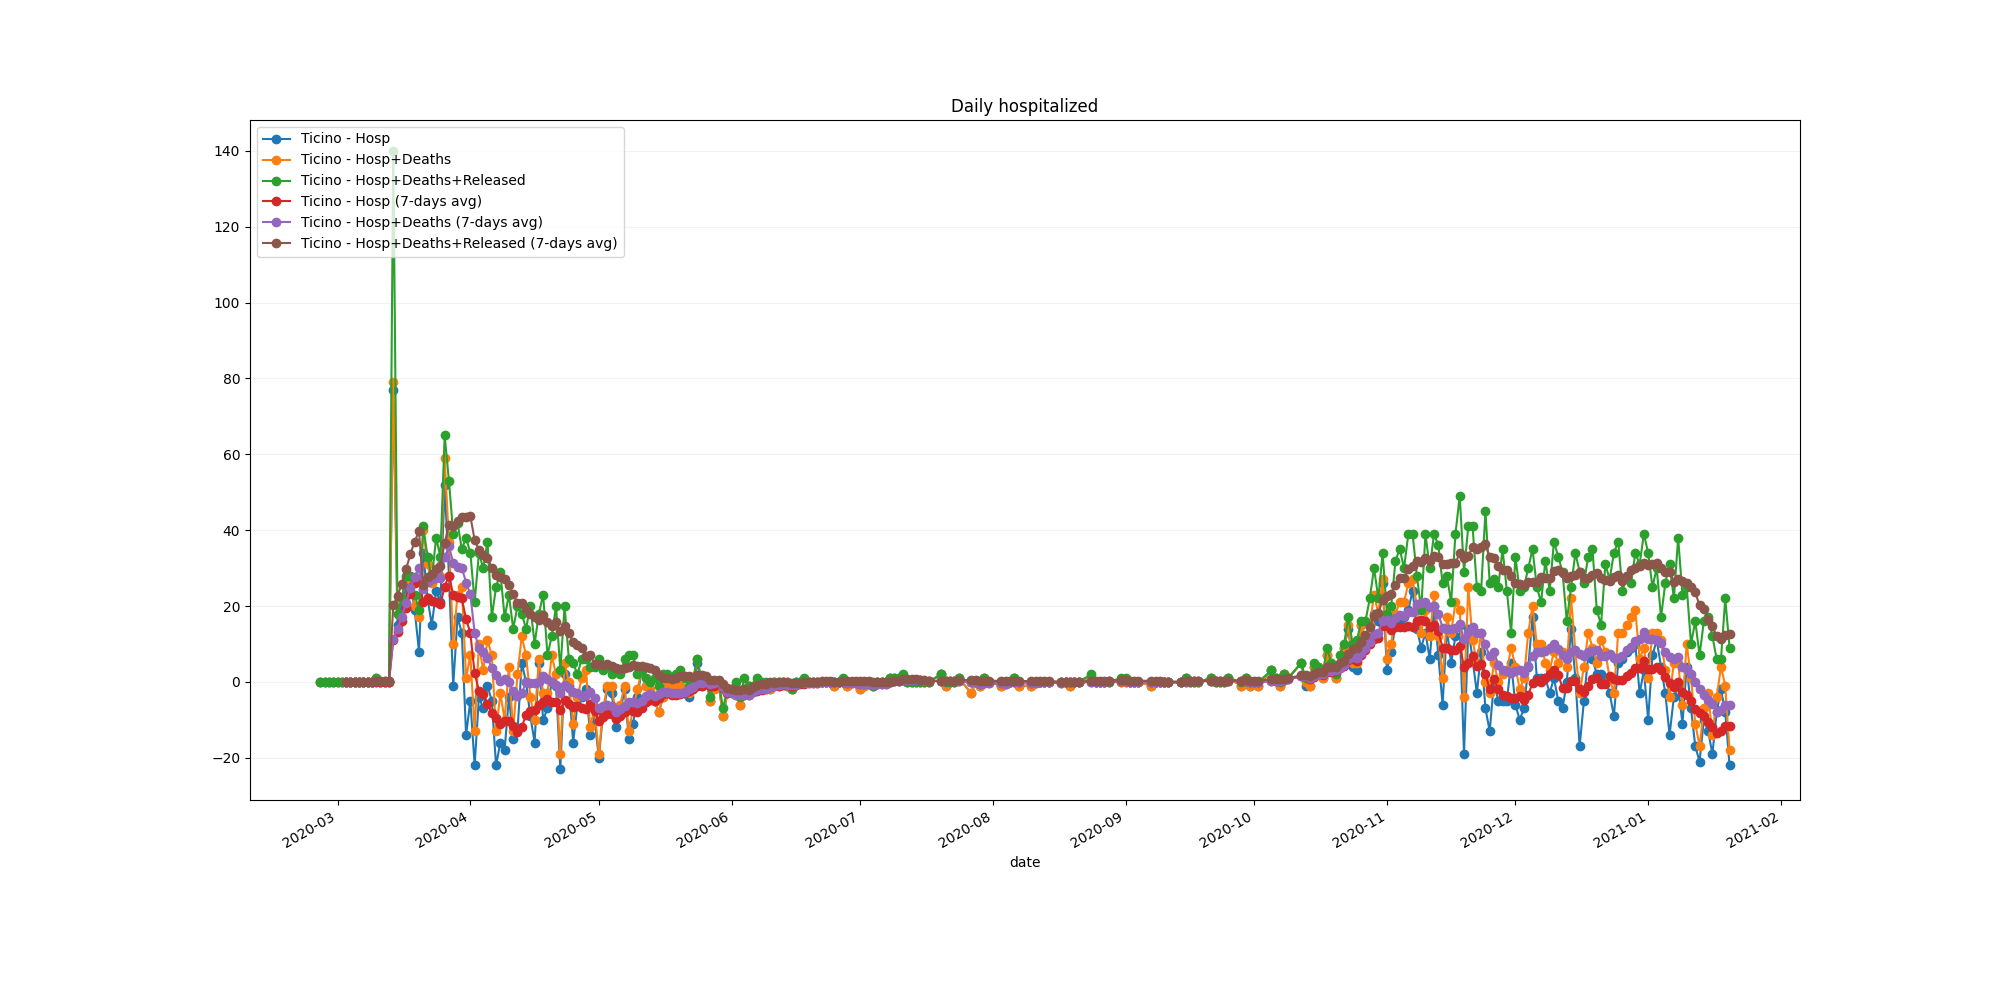 Daily hospitalized
Ticino - Hosp
Ticino - Hosp+Deaths
Ticino - Hosp+Deaths+Released
Ticino - Hosp (7-days avg)
Ticino - Hosp+Deaths (7-days avg)
Ticino - Hosp+Deaths+Released (7-days avg)
140
120
100
80
60
40
20
0
−20
2020-03
2020-04
2020-05
2020-06
2020-07
2020-08
2020-09
2020-10
2020-11
2020-12
2021-01
2021-02
date